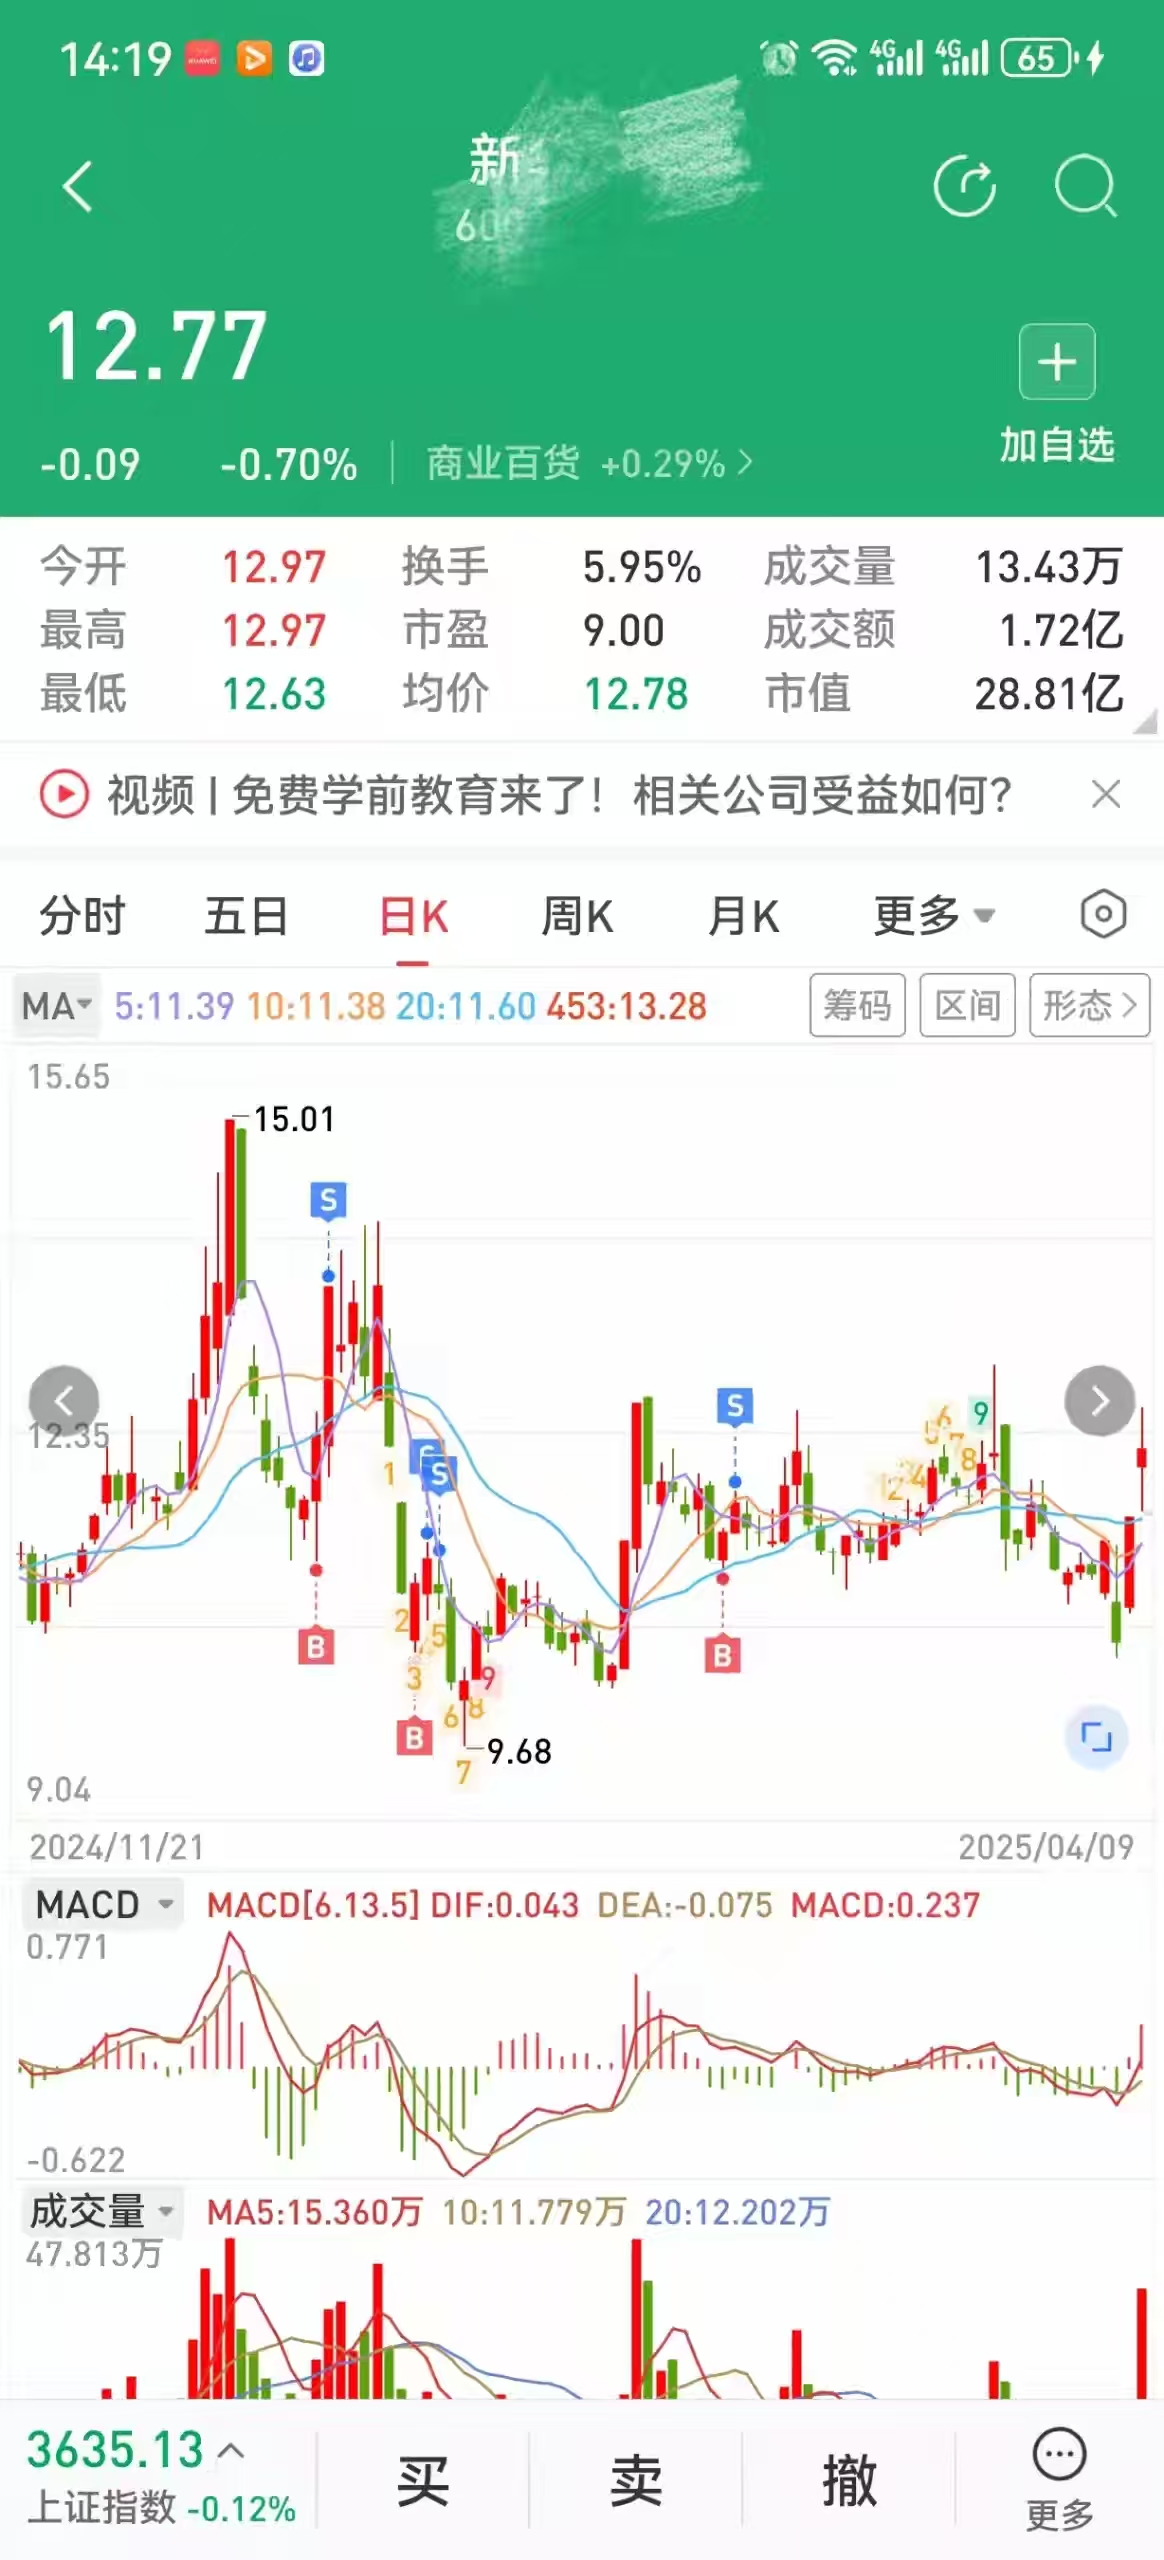 14:19 HUAWEI 4G 4G 65
新
600
12.77
-0.09 -0.70% 商业百货 +0.29%
加自选
今开 12.97 换手 5.95% 成交量 13.43万
最高 12.97 市盈 9.00 成交额 1.72亿
最低 12.63 均价 12.78 市值 28.81亿
视频 | 免费学前教育来了！相关公司受益如何？
分时 五日 日K 周K 月K 更多
MA 5:11.39 10:11.38 20:11.60 453:13.28 筹码 区间 形态
15.65
15.01
S
12.35
S
S
S
1
2
3
5
6
7
8
9
B
B
B
1 2 3 4 5 6 7 8 9
9.68
9.04
2024/11/21 2025/04/09
MACD MACD[6.13.5] DIF:0.043 DEA:-0.075 MACD:0.237
0.771
-0.622
成交量 MA5:15.360万 10:11.779万 20:12.202万
47.813万
3635.13 买 卖 撤
上证指数 -0.12% 更多